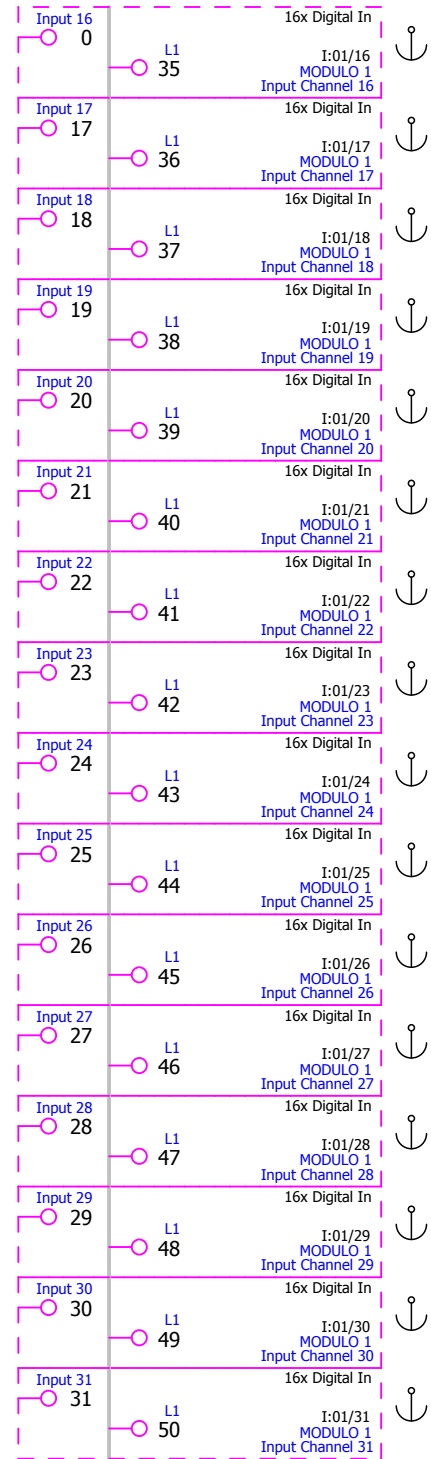 Input 16 16x Digital In
0
L1 I:01/16
35 MODULO 1
Input Channel 16
Input 17 16x Digital In
17
L1 I:01/17
36 MODULO 1
Input Channel 17
Input 18 16x Digital In
18
L1 I:01/18
37 MODULO 1
Input Channel 18
Input 19 16x Digital In
19
L1 I:01/19
38 MODULO 1
Input Channel 19
Input 20 16x Digital In
20
L1 I:01/20
39 MODULO 1
Input Channel 20
Input 21 16x Digital In
21
L1 I:01/21
40 MODULO 1
Input Channel 21
Input 22 16x Digital In
22
L1 I:01/22
41 MODULO 1
Input Channel 22
Input 23 16x Digital In
23
L1 I:01/23
42 MODULO 1
Input Channel 23
Input 24 16x Digital In
24
L1 I:01/24
43 MODULO 1
Input Channel 24
Input 25 16x Digital In
25
L1 I:01/25
44 MODULO 1
Input Channel 25
Input 26 16x Digital In
26
L1 I:01/26
45 MODULO 1
Input Channel 26
Input 27 16x Digital In
27
L1 I:01/27
46 MODULO 1
Input Channel 27
Input 28 16x Digital In
28
L1 I:01/28
47 MODULO 1
Input Channel 28
Input 29 16x Digital In
29
L1 I:01/29
48 MODULO 1
Input Channel 29
Input 30 16x Digital In
30
L1 I:01/30
49 MODULO 1
Input Channel 30
Input 31 16x Digital In
31
L1 I:01/31
50 MODULO 1
Input Channel 31